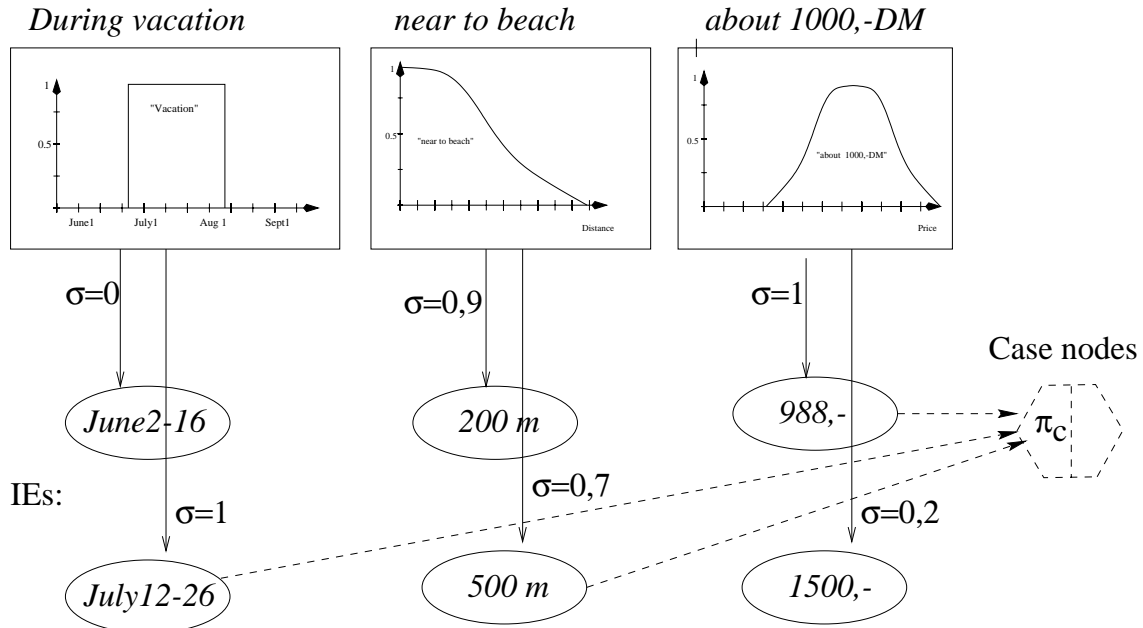 During vacation
near to beach
about 1000,-DM
1
"Vacation"
0.5
June1
July1
Aug 1
Sept1
1
0.5
"near to beach"
Distance
1
0.5
"about 1000,-DM"
Price
σ=0
σ=0,9
σ=1
Case nodes
June2-16
200 m
988,-
πC
IEs:
σ=1
σ=0,7
σ=0,2
July12-26
500 m
1500,-